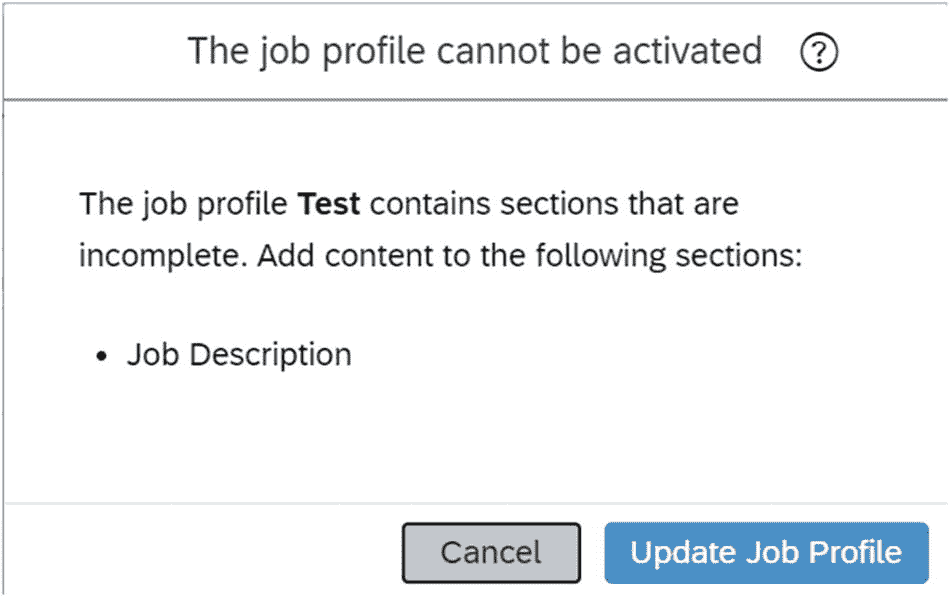 The job profile cannot be activated ?
The job profile Test contains sections that are
incomplete. Add content to the following sections:
• Job Description
Cancel Update Job Profile